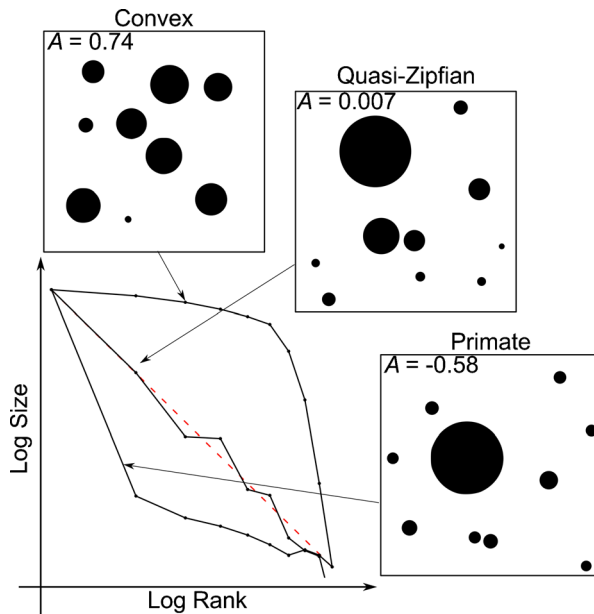 Convex
A = 0.74
Quasi-Zipfian
A = 0.007
Primate
A = -0.58
Log Size
Log Rank